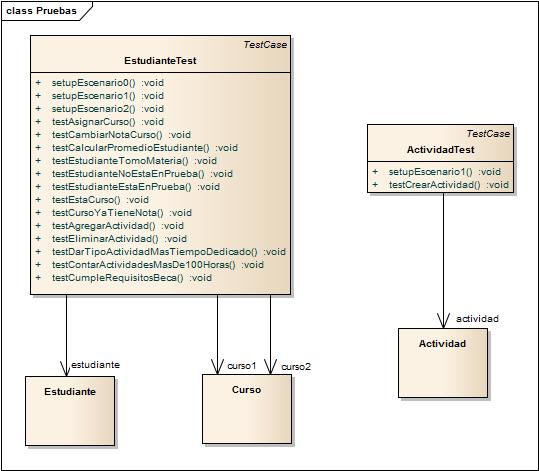 class Pruebas
TestCase
EstudianteTest
+ setupEscenario0() :void
+ setupEscenario1() :void
+ setupEscenario2() :void
+ testAsignarCurso() :void
+ testCambiarNotaCurso() :void
+ testCalcularPromedioEstudiante() :void
+ testEstudianteTomoMateria() :void
+ testEstudianteNoEstaEnPrueba() :void
+ testEstudianteEstaEnPrueba() :void
+ testEstaCurso() :void
+ testCursoYaTieneNota() :void
+ testAgregarActividad() :void
+ testEliminarActividad() :void
+ testDarTipoActividadMasTiempoDedicado() :void
+ testContarActividadesMasDe100Horas() :void
+ testCumpleRequisitosBeca() :void
TestCase
ActividadTest
+ setupEscenario1() :void
+ testCrearActividad() :void
actividad
Actividad
estudiante
curso1
curso2
Estudiante
Curso